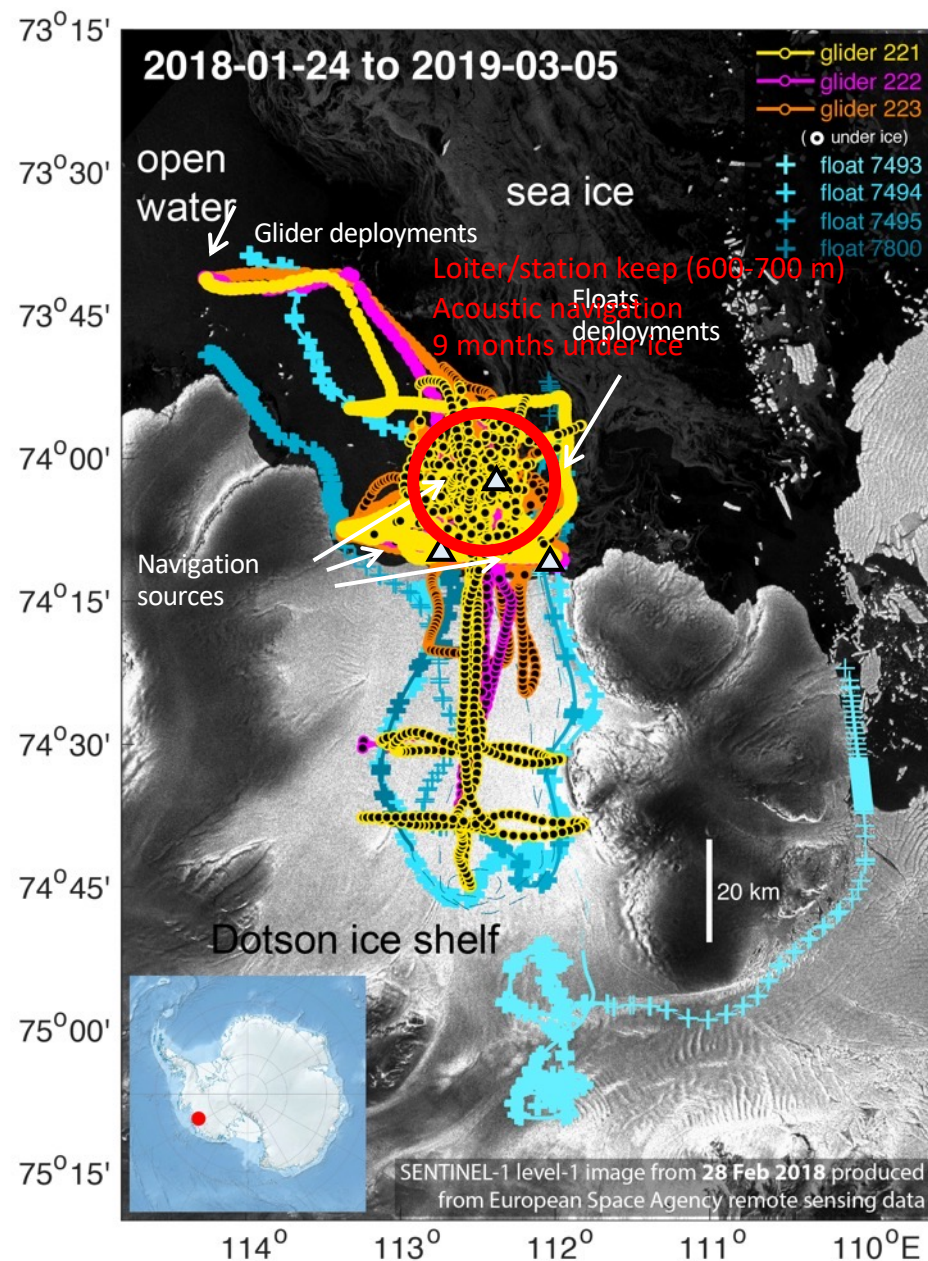 2018-01-24 to 2019-03-05
glider 221
glider 222
glider 223
( under ice)
float 7493
float 7494
float 7495
float 7800
open
water
sea ice
Glider deployments
Loiter/station keep (600-700 m)
Acoustic navigation
9 months under ice
Floats
deployments
Navigation
sources
20 km
Dotson ice shelf
SENTINEL-1 level-1 image from 28 Feb 2018 produced
from European Space Agency remote sensing data
73°15'
73°30'
73°45'
74°00'
74°15'
74°30'
74°45'
75°00'
75°15'
114° 113° 112° 111° 110°E